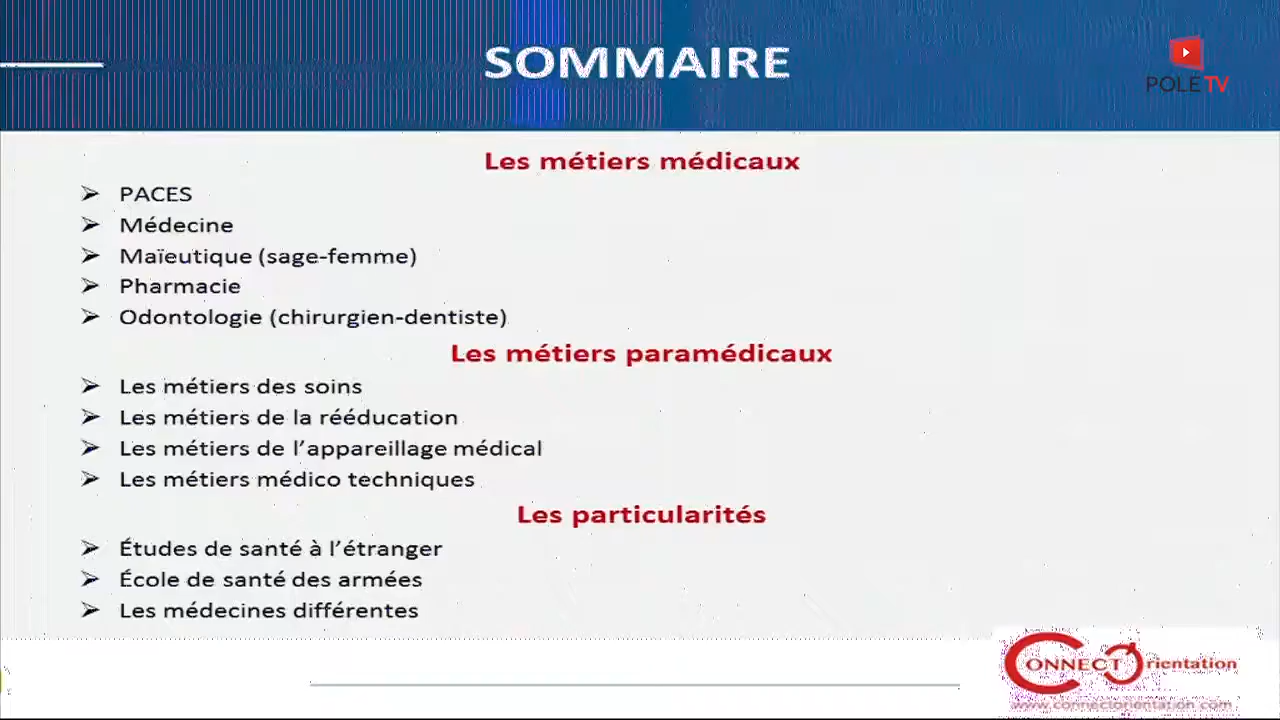 SOMMAIRE
POLE TV
Les métiers médicaux
➢ PACES
➢ Médecine
➢ Maïeutique (sage-femme)
➢ Pharmacie
➢ Odontologie (chirurgien-dentiste)
Les métiers paramédicaux
➢ Les métiers des soins
➢ Les métiers de la rééducation
➢ Les métiers de l’appareillage médical
➢ Les métiers médico techniques
Les particularités
➢ Études de santé à l’étranger
➢ École de santé des armées
➢ Les médecines différentes
CONNECT Orientation
www.connectorientation.com